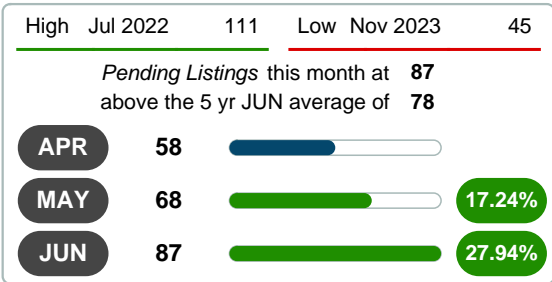 High Jul 2022 111 Low Nov 2023 45
Pending Listings this month at 87
above the 5 yr JUN average of 78
APR 58
MAY 68 17.24%
JUN 87 27.94%